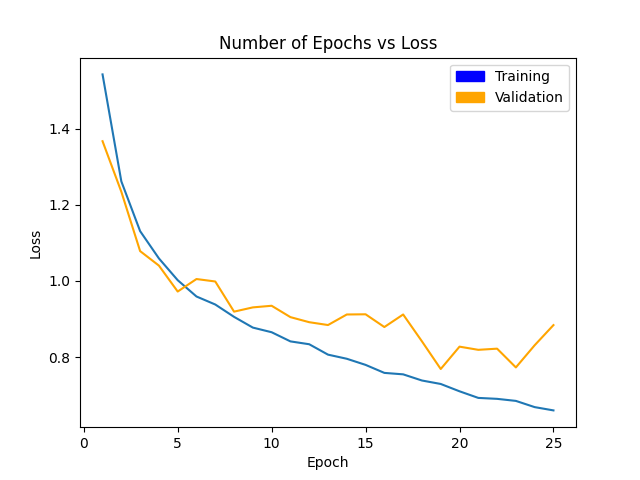 Number of Epochs vs Loss
Training
Validation
1.4
1.2
1.0
0.8
Loss
0 5 10 15 20 25
Epoch